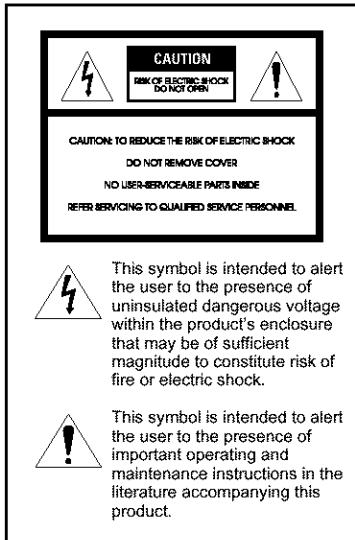 CAUTION
RISK OF ELECTRIC SHOCK
DO NOT OPEN
CAUTION: TO REDUCE THE RISK OF ELECTRIC SHOCK
DO NOT REMOVE COVER
NO USER-SERVICEABLE PARTS INSIDE
REFER SERVICING TO QUALIFIED SERVICE PERSONNEL
This symbol is intended to alert
the user to the presence of
uninsulated dangerous voltage
within the product's enclosure
that may be of sufficient
magnitude to constitute risk of
fire or electric shock.
This symbol is intended to alert
the user to the presence of
important operating and
maintenance instructions in the
literature accompanying this
product.